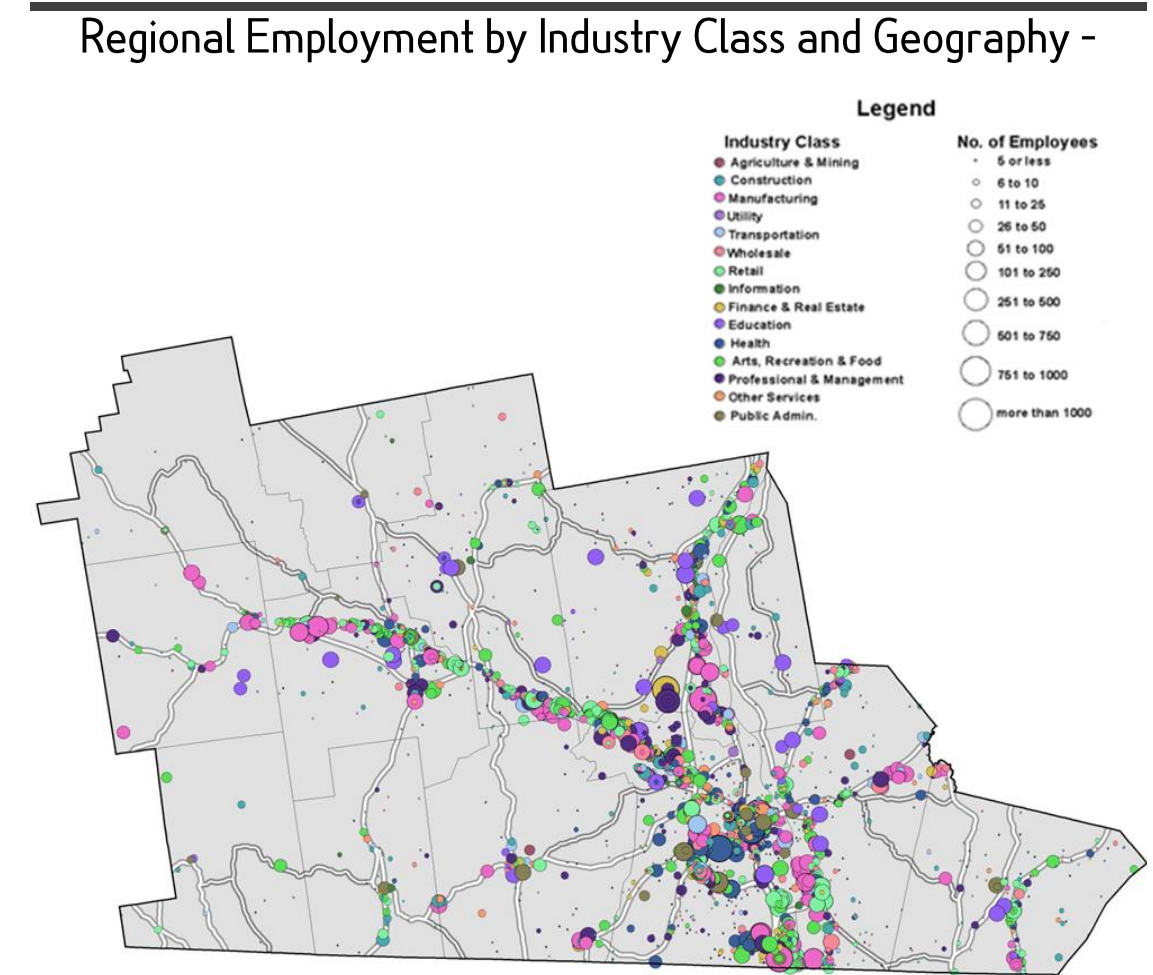 Regional Employment by Industry Class and Geography -
Legend
Industry Class
Agriculture & Mining
Construction
Manufacturing
Utility
Transportation
Wholesale
Retail
Information
Finance & Real Estate
Education
Health
Arts, Recreation & Food
Professional & Management
Other Services
Public Admin.
No. of Employees
5 or less
6 to 10
11 to 25
26 to 50
51 to 100
101 to 250
251 to 500
501 to 750
751 to 1000
more than 1000